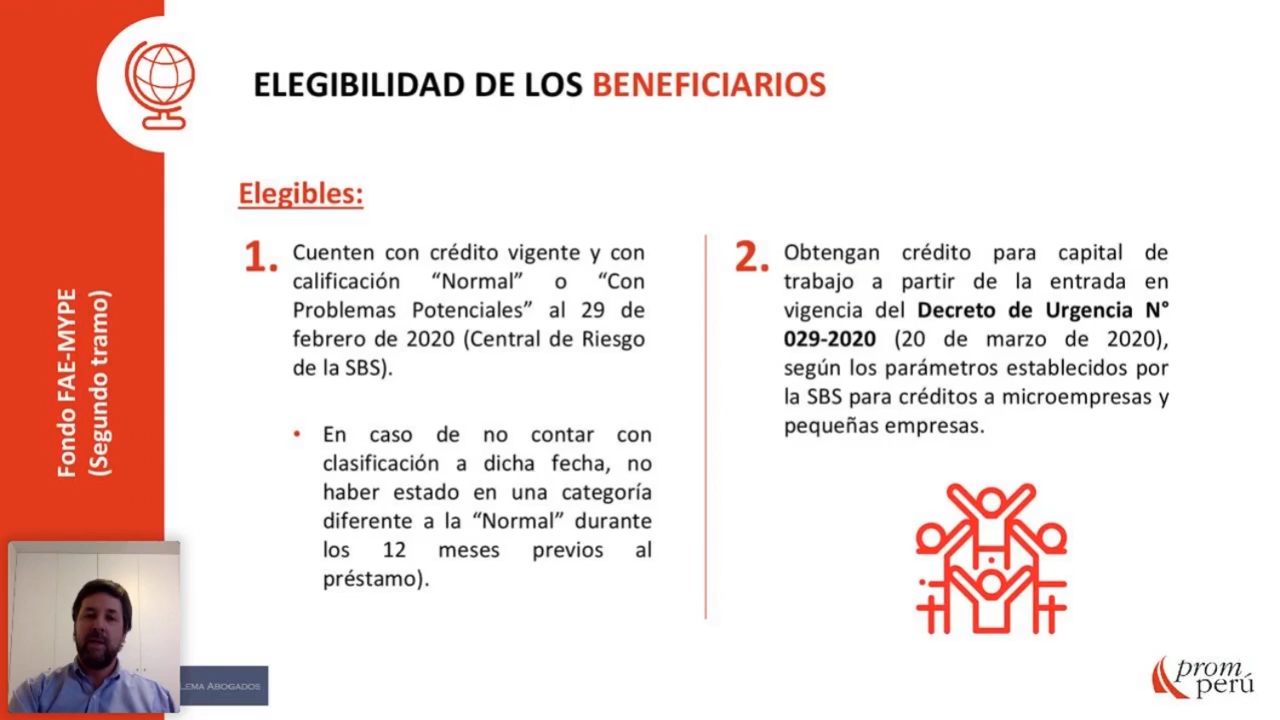 ELEGIBILIDAD DE LOS BENEFICIARIOS
Fondo FAE-MYPE
(Segundo tramo)
Elegibles:
1. Cuenten con crédito vigente y con
calificación “Normal” o “Con
Problemas Potenciales” al 29 de
febrero de 2020 (Central de Riesgo
de la SBS).
• En caso de no contar con
clasificación a dicha fecha, no
haber estado en una categoría
diferente a la “Normal” durante
los 12 meses previos al
préstamo).
2. Obtengan crédito para capital de
trabajo a partir de la entrada en
vigencia del Decreto de Urgencia N°
029-2020 (20 de marzo de 2020),
según los parámetros establecidos por
la SBS para créditos a microempresas y
pequeñas empresas.
LEMA ABOGADOS
prom
perú